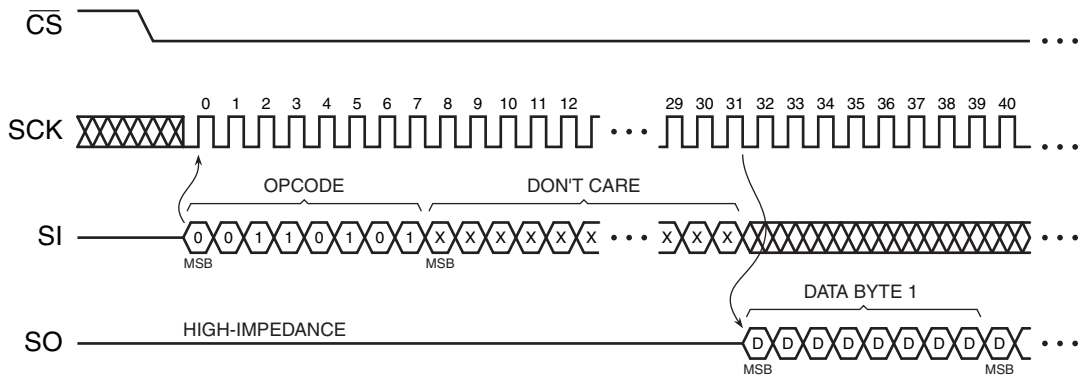 CS
0 1 2 3 4 5 6 7 8 9 10 11 12 29 30 31 32 33 34 35 36 37 38 39 40
SCK
OPCODE DON'T CARE
SI 0 0 1 1 0 1 0 1 X X X X X X X X X
MSB MSB
DATA BYTE 1
HIGH-IMPEDANCE
SO D D D D D D D D D
MSB MSB